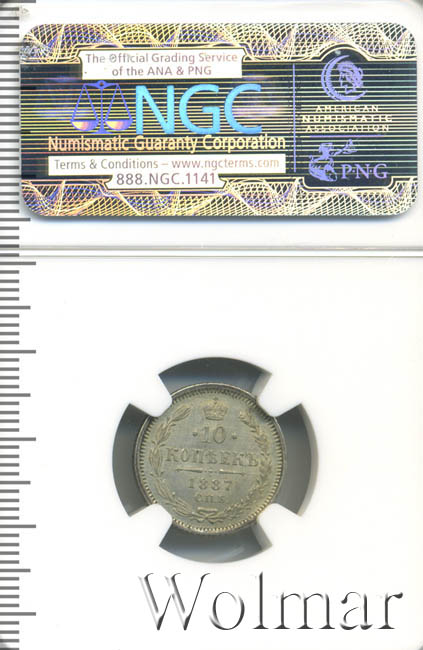 The Official Grading Service
of the ANA & PNG
NGC
Numismatic Guaranty Corporation
Terms & Conditions – www.ngcterms.com
888.NGC.1141
AMERICAN
NUMISMATIC
ASSOCIATION
PNG
·10·
КОПѢЕКЪ
1887
С.П.Б.
Wolmar